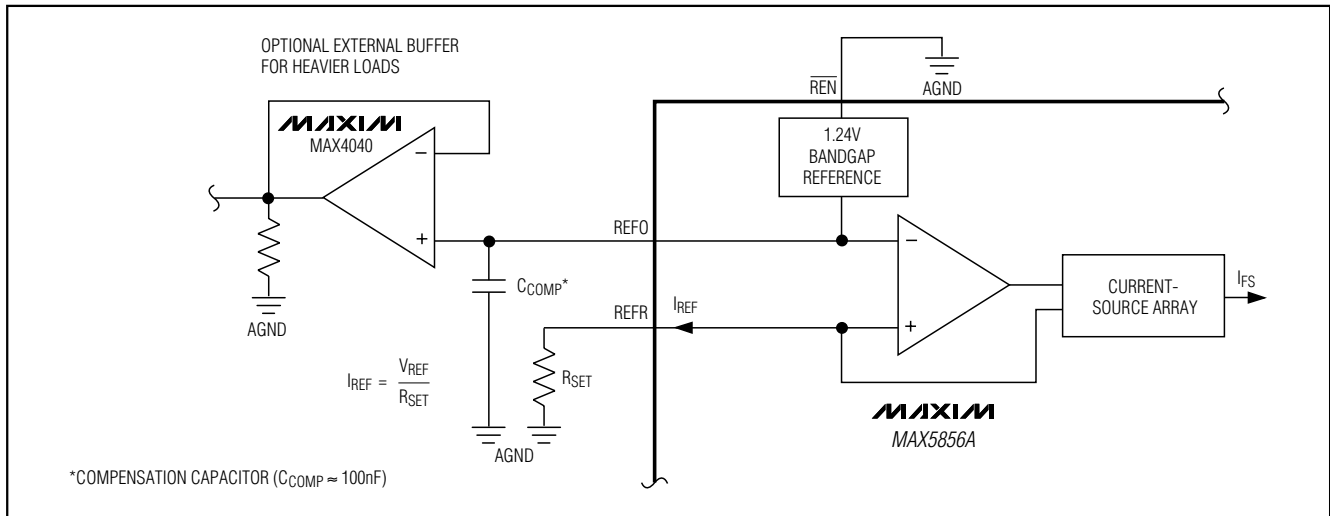 OPTIONAL EXTERNAL BUFFER
FOR HEAVIER LOADS
MAXIM
MAX4040
−
+
AGND
REN
AGND
1.24V
BANDGAP
REFERENCE
REFO
CCOMP*
REFR
IREF
RSET
IREF = VREF
RSET
AGND
−
+
CURRENT-
SOURCE ARRAY
IFS
MAXIM
MAX5856A
*COMPENSATION CAPACITOR (CCOMP ≈ 100nF)